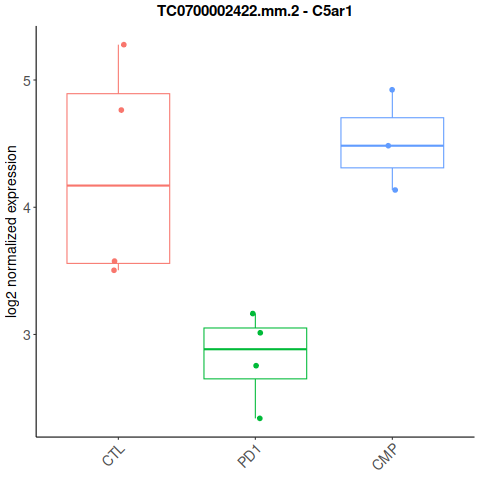 TC0700002422.mm.2 - C5ar1
log2 normalized expression
5
4
3
CTL
PD1
CMP